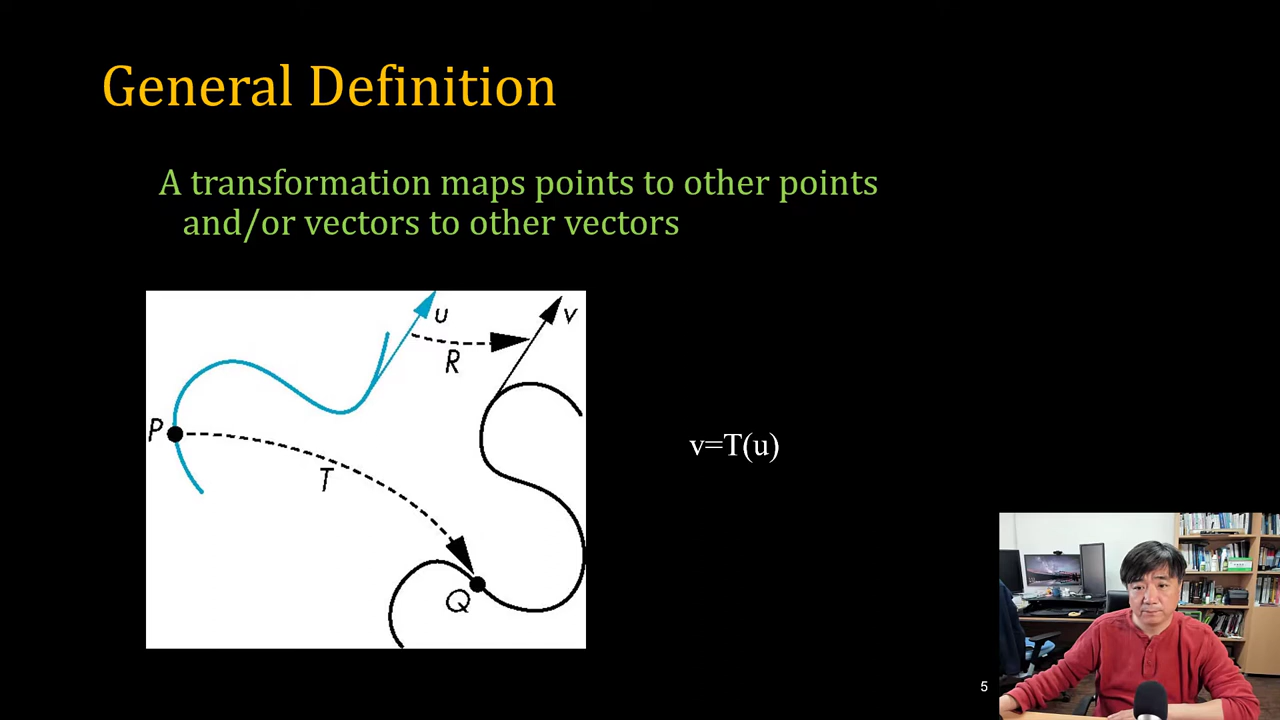 General Definition
A transformation maps points to other points
and/or vectors to other vectors
u
v
R
P
T
v=T(u)
Q
5